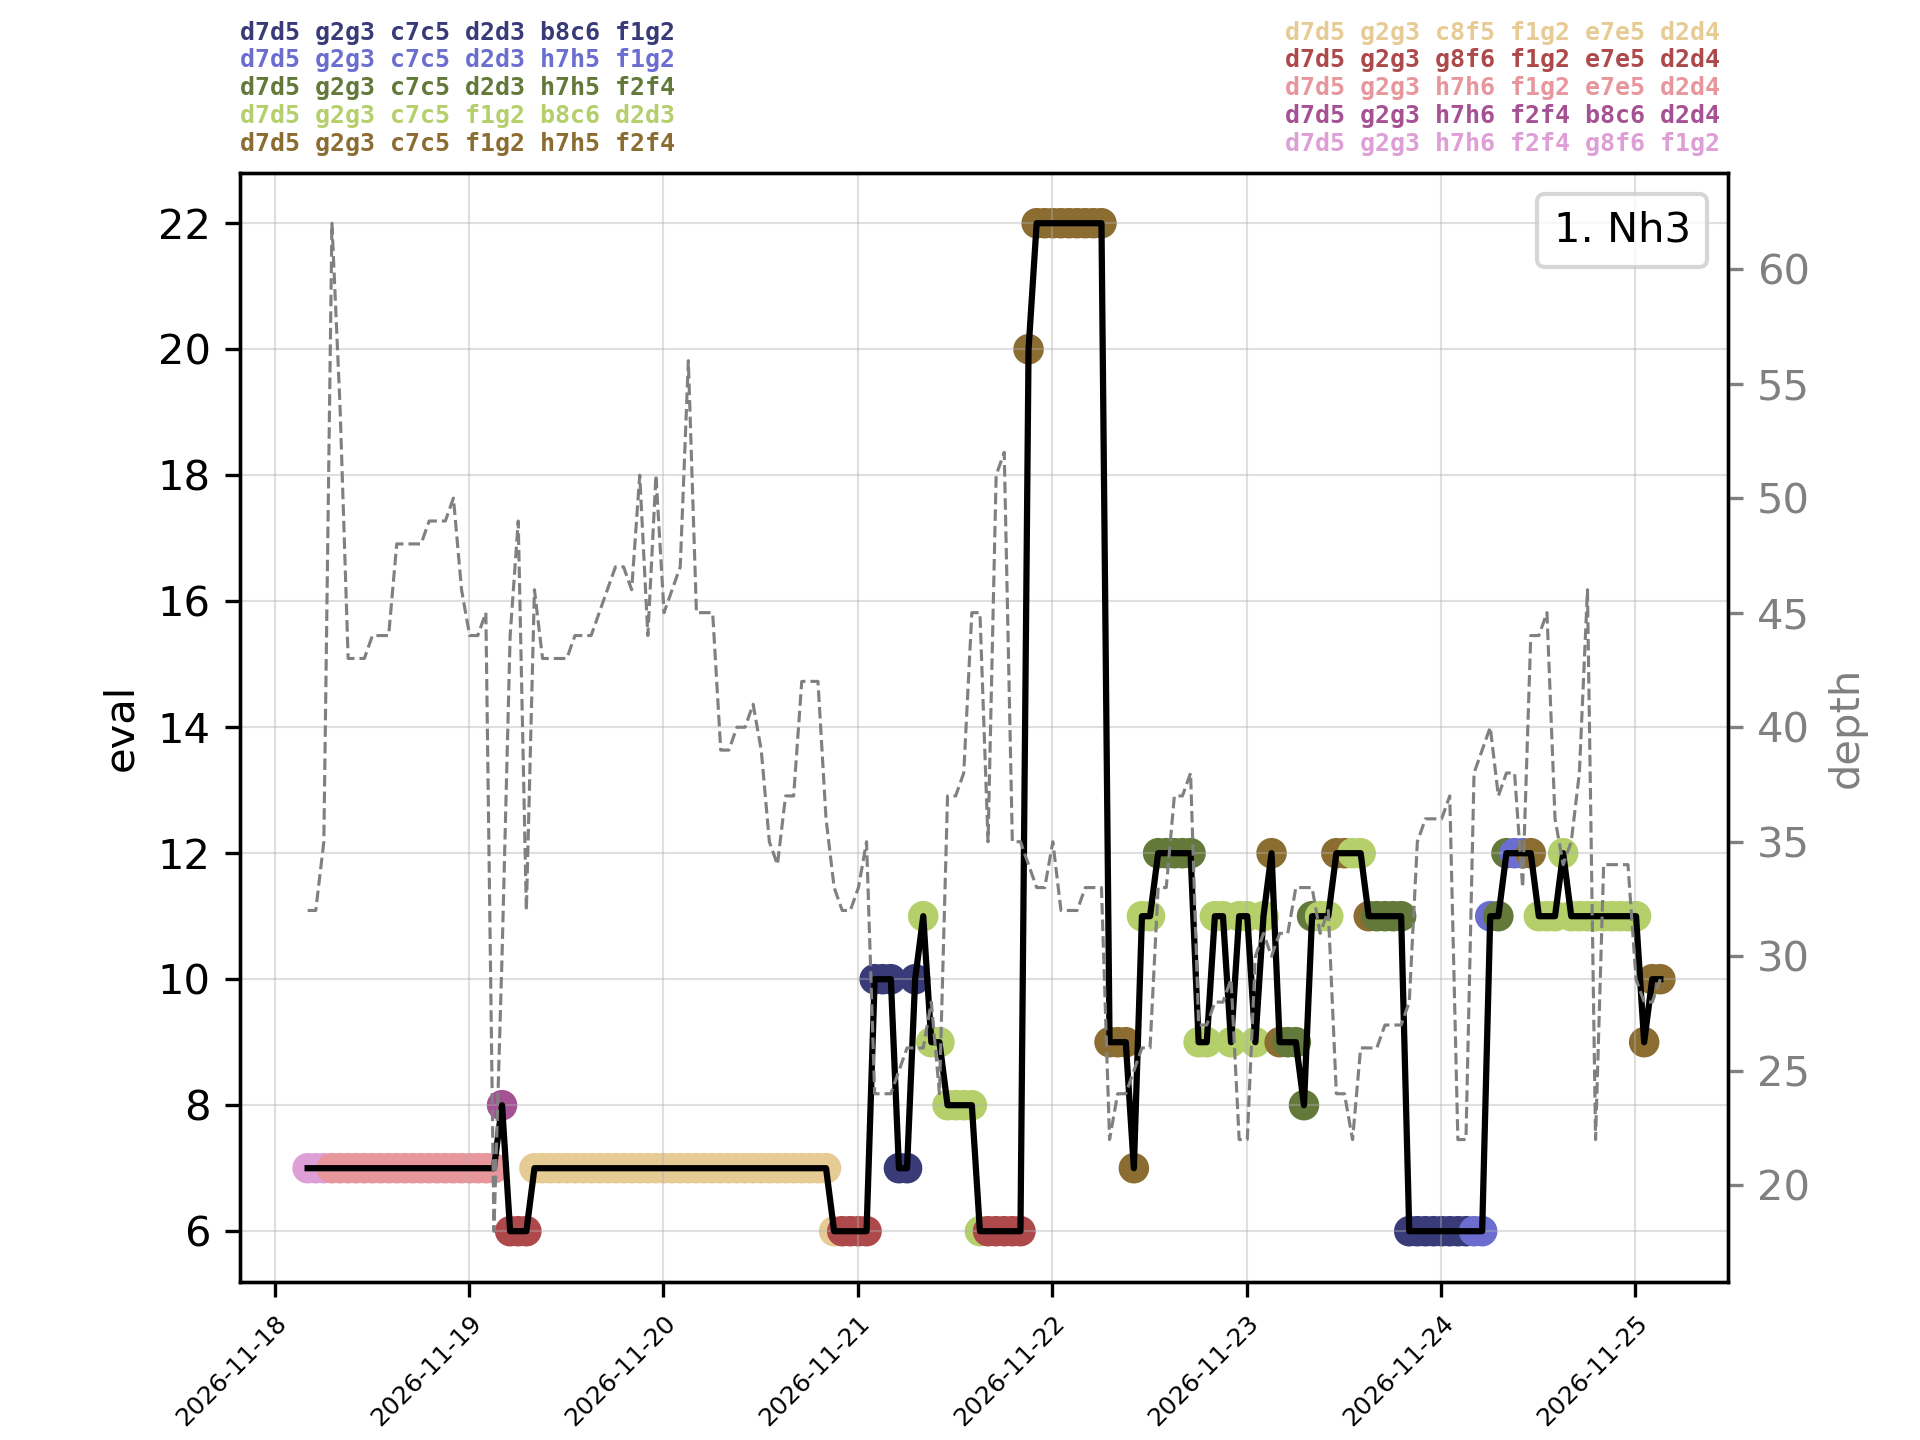 d7d5 g2g3 c7c5 d2d3 b8c6 f1g2
d7d5 g2g3 c7c5 d2d3 h7h5 f1g2
d7d5 g2g3 c7c5 d2d3 h7h5 f2f4
d7d5 g2g3 c7c5 f1g2 b8c6 d2d3
d7d5 g2g3 c7c5 f1g2 h7h5 f2f4
d7d5 g2g3 c8f5 f1g2 e7e5 d2d4
d7d5 g2g3 g8f6 f1g2 e7e5 d2d4
d7d5 g2g3 h7h6 f1g2 e7e5 d2d4
d7d5 g2g3 h7h6 f2f4 b8c6 d2d4
d7d5 g2g3 h7h6 f2f4 g8f6 f1g2
1. Nh3
eval
22
20
18
16
14
12
10
8
6
depth
60
55
50
45
40
35
30
25
20
2026-11-18
2026-11-19
2026-11-20
2026-11-21
2026-11-22
2026-11-23
2026-11-24
2026-11-25